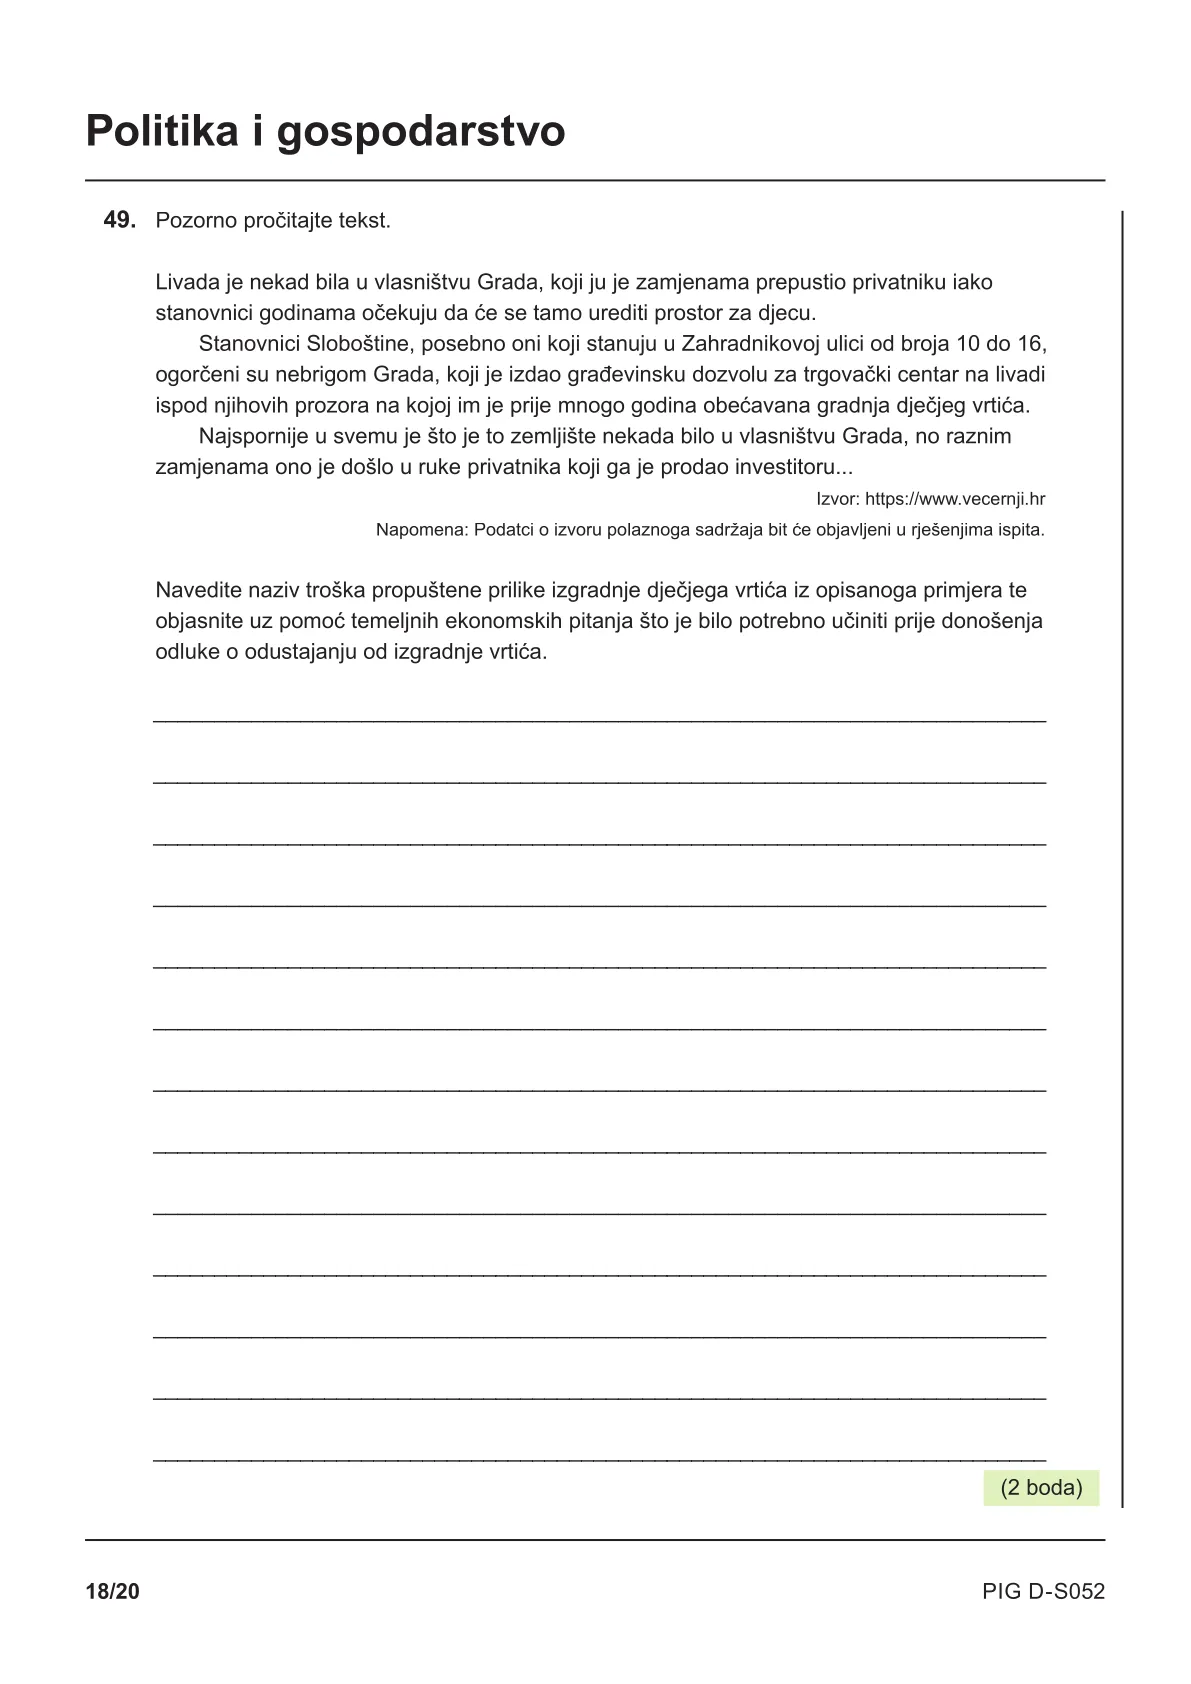 Politika i gospodarstvo
49. Pozorno pročitajte tekst.
Livada je nekad bila u vlasništvu Grada, koji ju je zamjenama prepustio privatniku iako
stanovnici godinama očekuju da će se tamo urediti prostor za djecu.
Stanovnici Sloboštine, posebno oni koji stanuju u Zahradnikovoj ulici od broja 10 do 16,
ogorčeni su nebrigom Grada, koji je izdao građevinsku dozvolu za trgovački centar na livadi
ispod njihovih prozora na kojoj im je prije mnogo godina obećavana gradnja dječjeg vrtića.
Najspornije u svemu je što je to zemljište nekada bilo u vlasništvu Grada, no raznim
zamjenama ono je došlo u ruke privatnika koji ga je prodao investitoru...
Izvor: https://www.vecernji.hr
Napomena: Podatci o izvoru polaznoga sadržaja bit će objavljeni u rješenjima ispita.
Navedite naziv troška propuštene prilike izgradnje dječjega vrtića iz opisanoga primjera te
objasnite uz pomoć temeljnih ekonomskih pitanja što je bilo potrebno učiniti prije donošenja
odluke o odustajanju od izgradnje vrtića.
(2 boda)
18/20
PIG D-S052